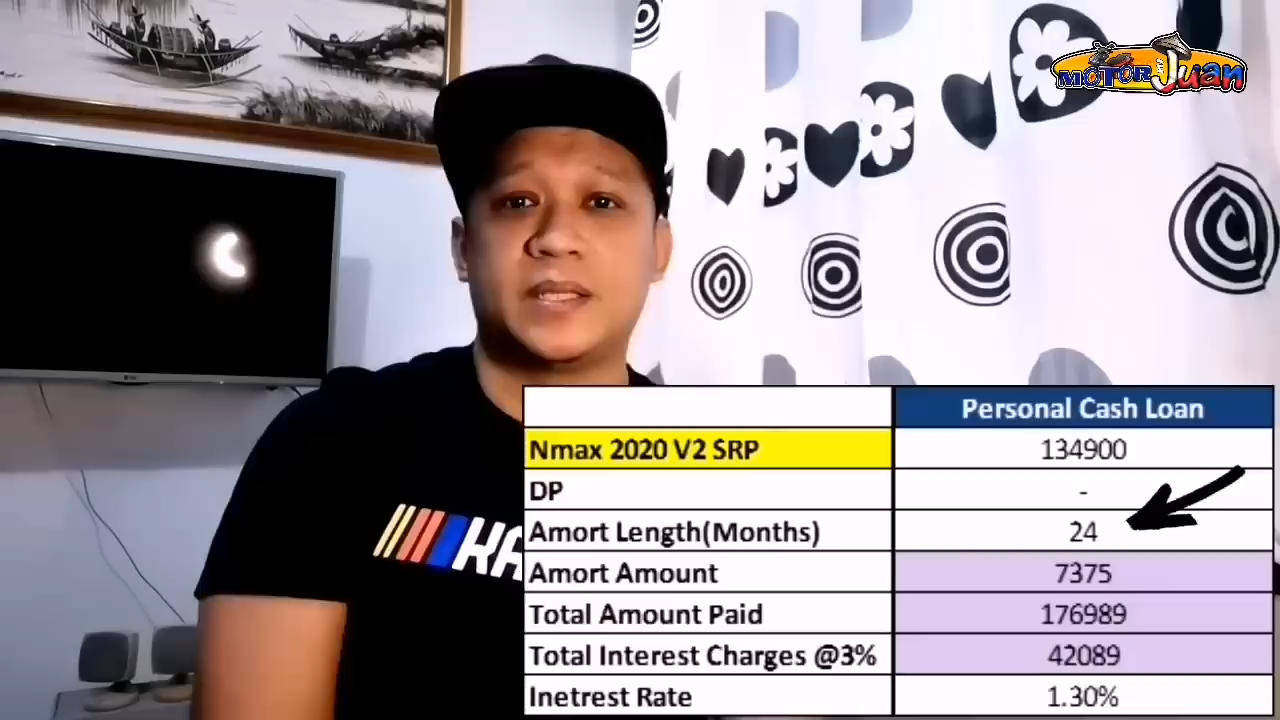 MOTOR ni Juan
KA
Personal Cash Loan
Nmax 2020 V2 SRP 134900
DP -
Amort Length(Months) 24
Amort Amount 7375
Total Amount Paid 176989
Total Interest Charges @3% 42089
Inetrest Rate 1.30%